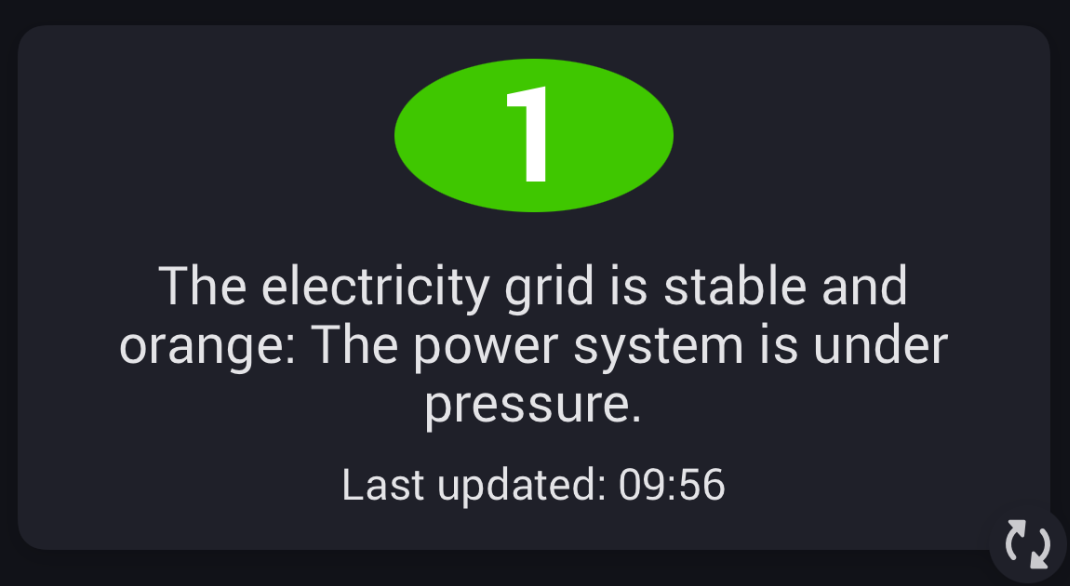 1
The electricity grid is stable and
orange: The power system is under
pressure.
Last updated: 09:56